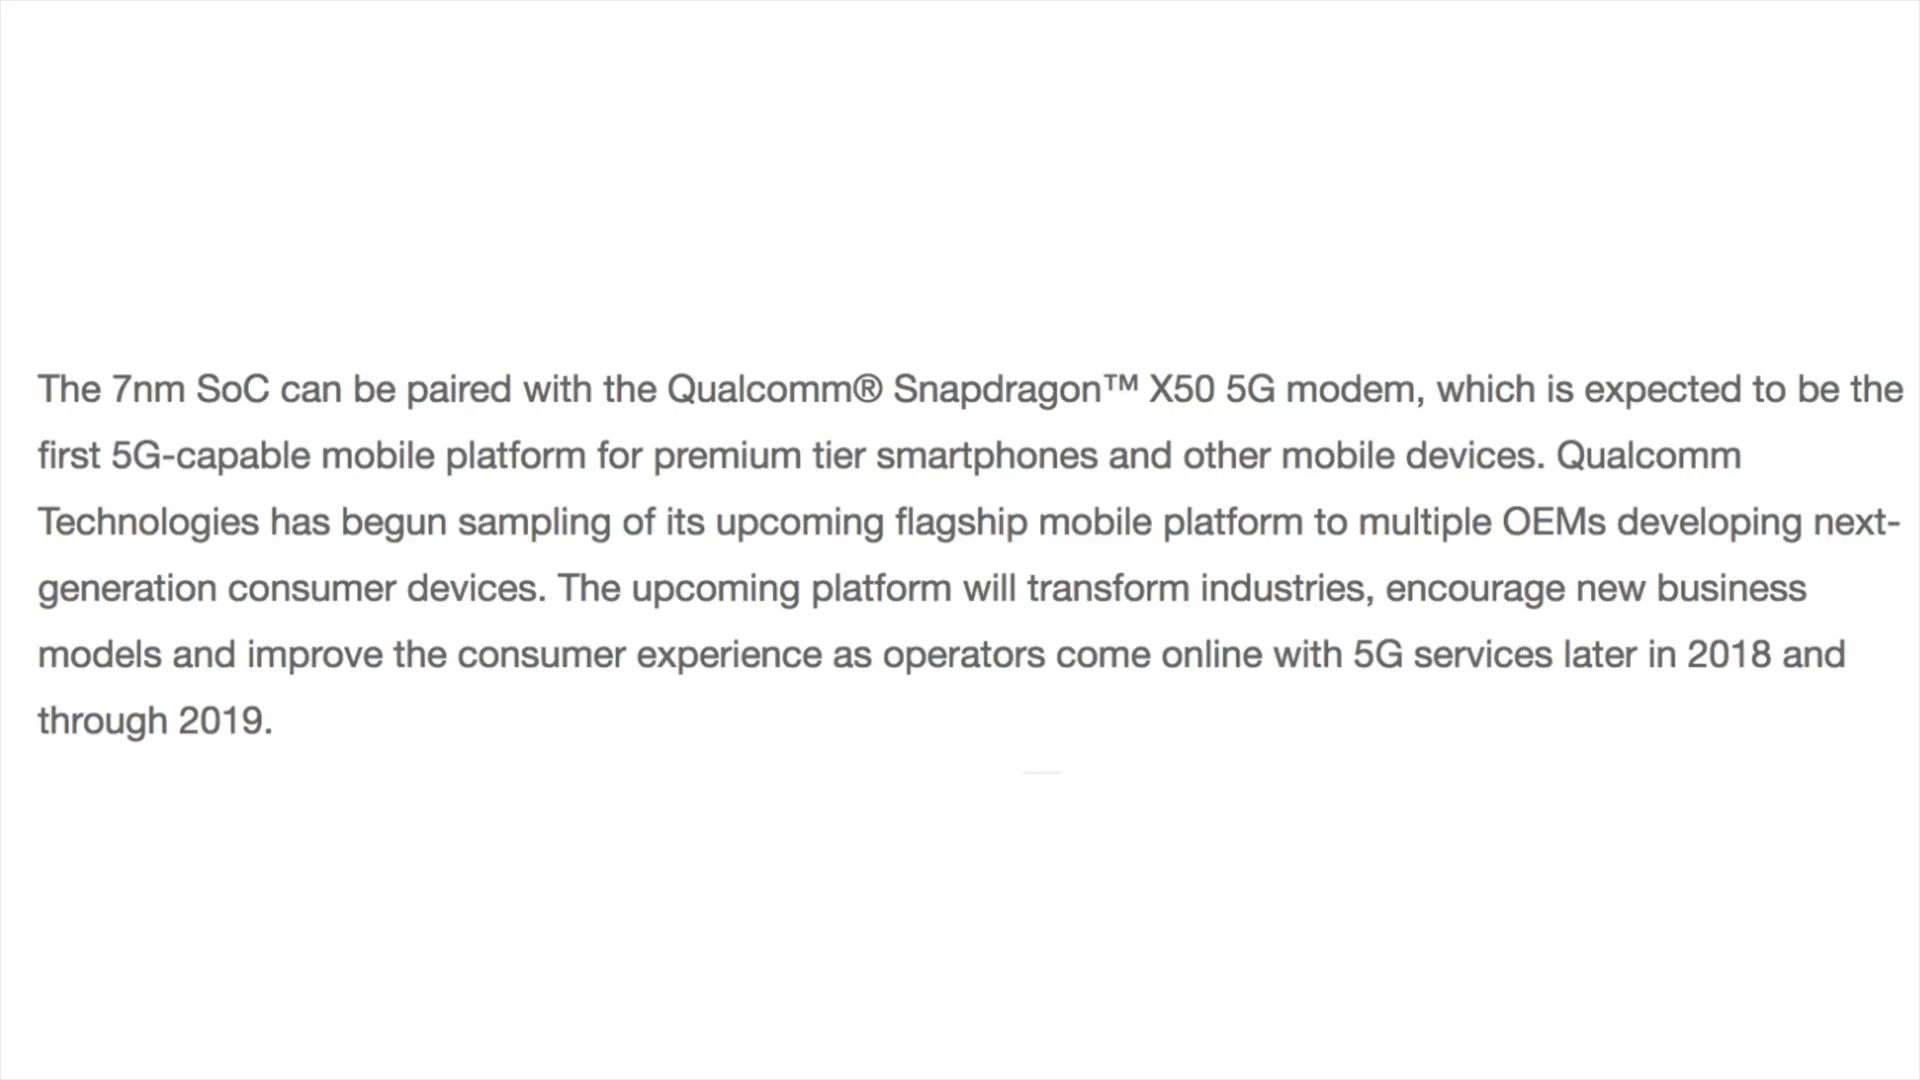 The 7nm SoC can be paired with the Qualcomm® Snapdragon™ X50 5G modem, which is expected to be the
first 5G-capable mobile platform for premium tier smartphones and other mobile devices. Qualcomm
Technologies has begun sampling of its upcoming flagship mobile platform to multiple OEMs developing next-
generation consumer devices. The upcoming platform will transform industries, encourage new business
models and improve the consumer experience as operators come online with 5G services later in 2018 and
through 2019.